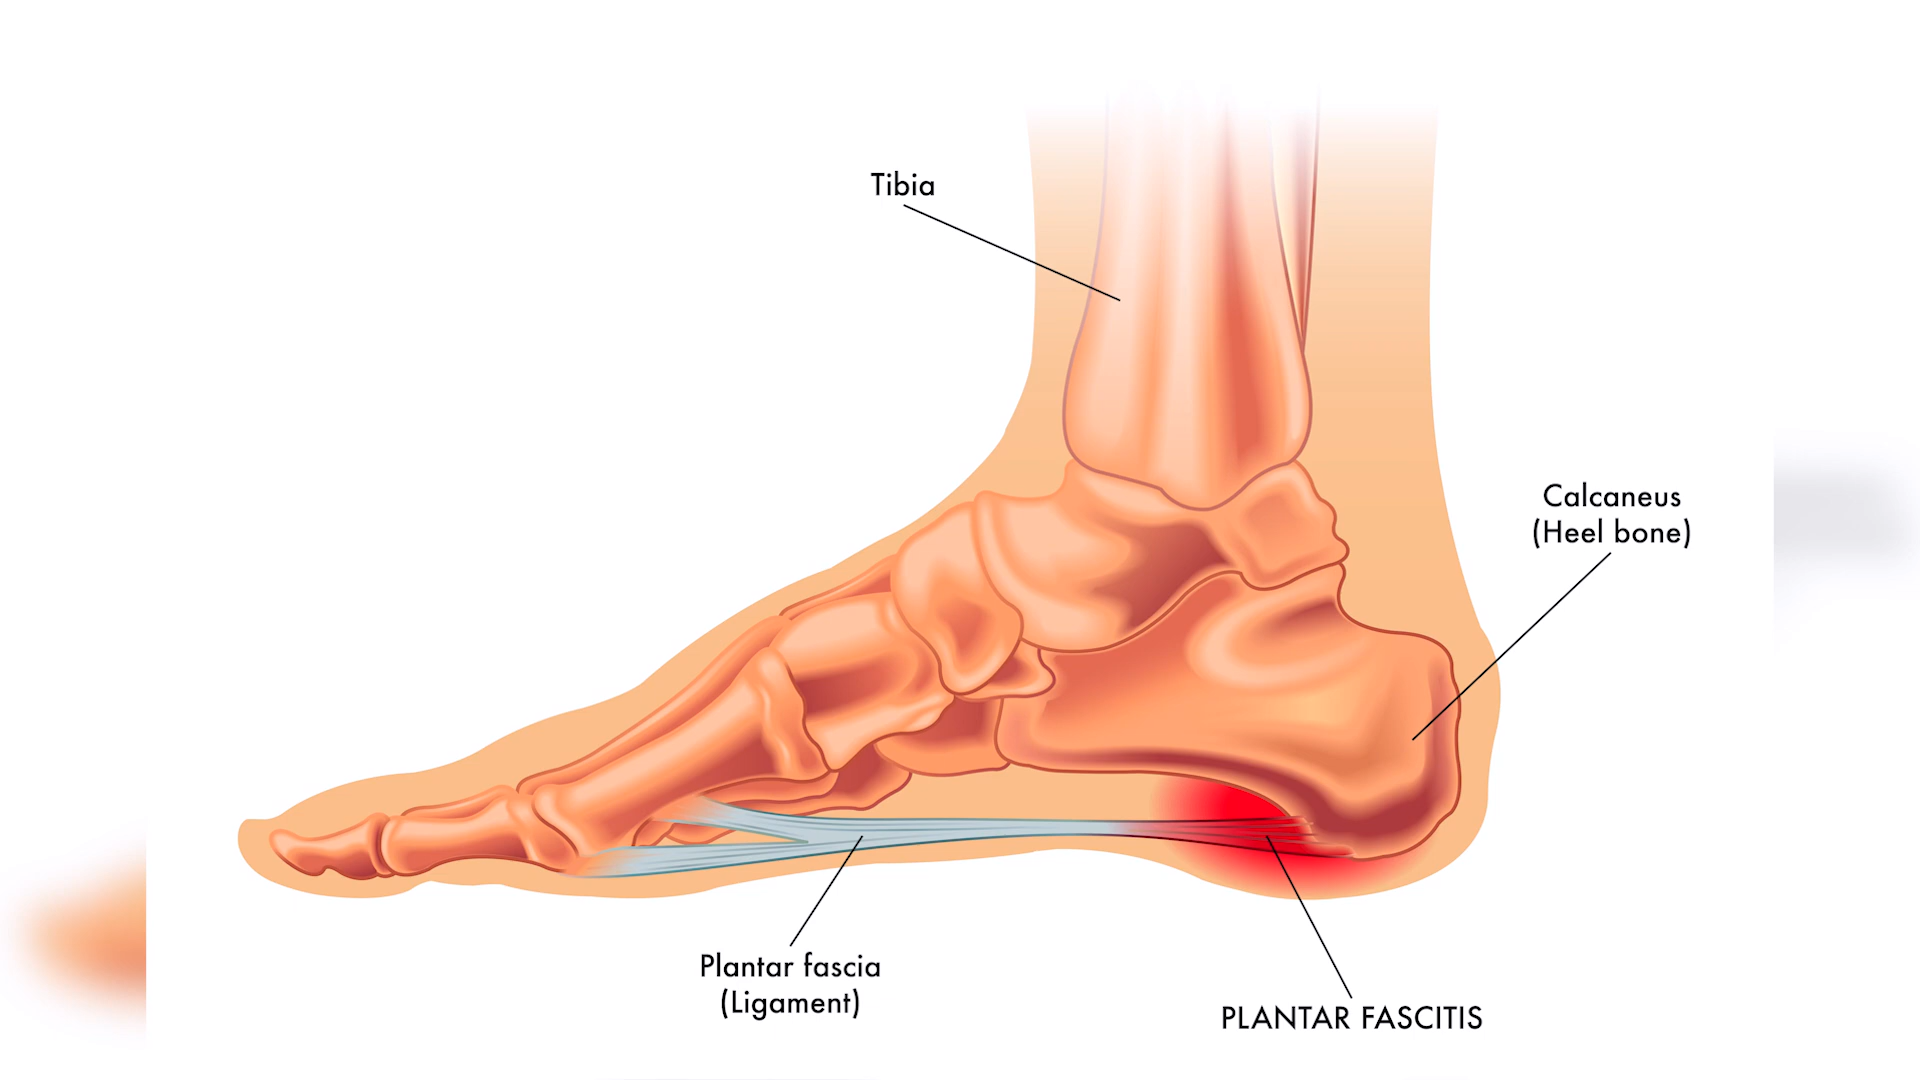 Tibia
Calcaneus
(Heel bone)
Plantar fascia
(Ligament)
PLANTAR FASCITIS